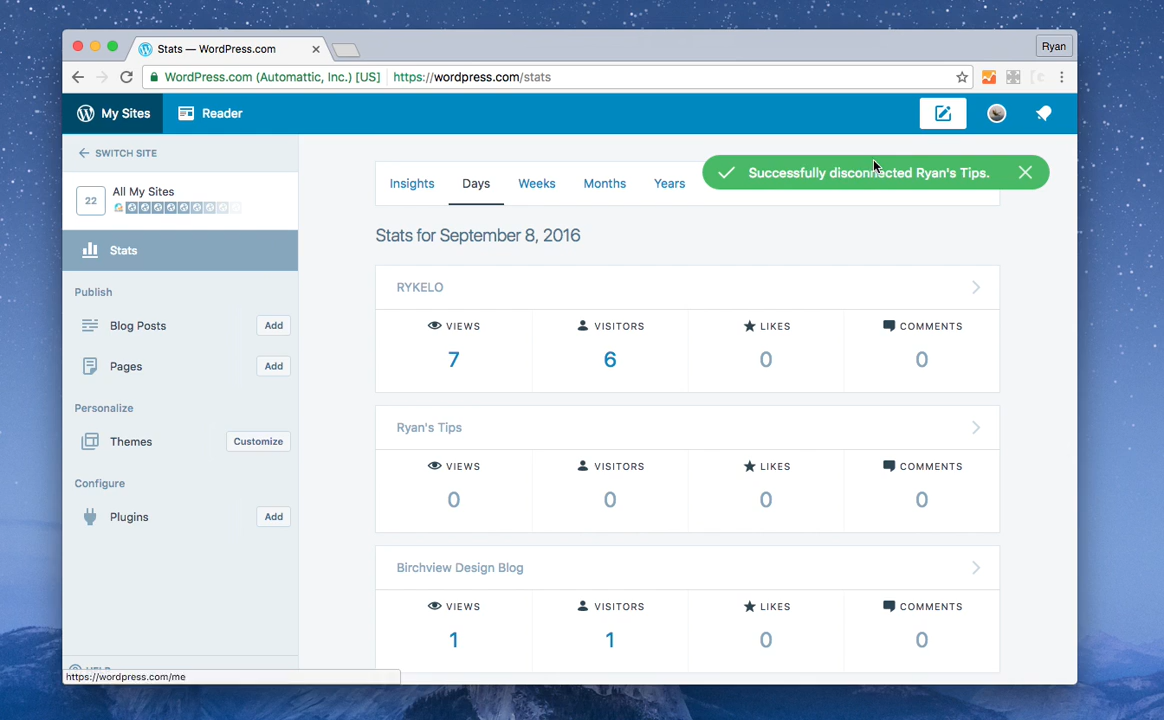 Stats — WordPress.com
Ryan
WordPress.com (Automattic, Inc.) [US] https://wordpress.com/stats
My Sites
Reader
SWITCH SITE
22
All My Sites
Stats
Publish
Blog Posts
Add
Pages
Add
Personalize
Themes
Customize
Configure
Plugins
Add
Insights Days Weeks Months Years
Successfully disconnected Ryan's Tips.
Stats for September 8, 2016
RYKELO
VIEWS VISITORS LIKES COMMENTS
7 6 0 0
Ryan's Tips
VIEWS VISITORS LIKES COMMENTS
0 0 0 0
Birchview Design Blog
VIEWS VISITORS LIKES COMMENTS
1 1 0 0
HELP
https://wordpress.com/me